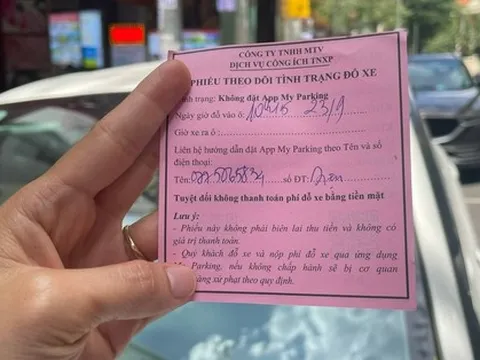 CÔNG TY TNHH MTV
DỊCH VỤ CÔNG ÍCH TNXP
PHIẾU THEO DÕI TÌNH TRẠNG ĐỖ XE
trạng: Không đặt App My Parking
Ngày giờ đỗ vào ô: 10h15 23/9
Giờ xe ra ô:
Liên hệ hướng dẫn đặt App My Parking theo Tên và số
điện thoại:
Tên: số ĐT:
Tuyệt đối không thanh toán phí đỗ xe bằng tiền mặt
Lưu ý:
- Phiếu này không phải biên lai thu tiền và không có
giá trị thanh toán.
- Quý khách đỗ xe và nộp phí đỗ xe qua ứng dụng
My Parking, nếu không chấp hành sẽ bị cơ quan
năng xử phạt theo quy định.